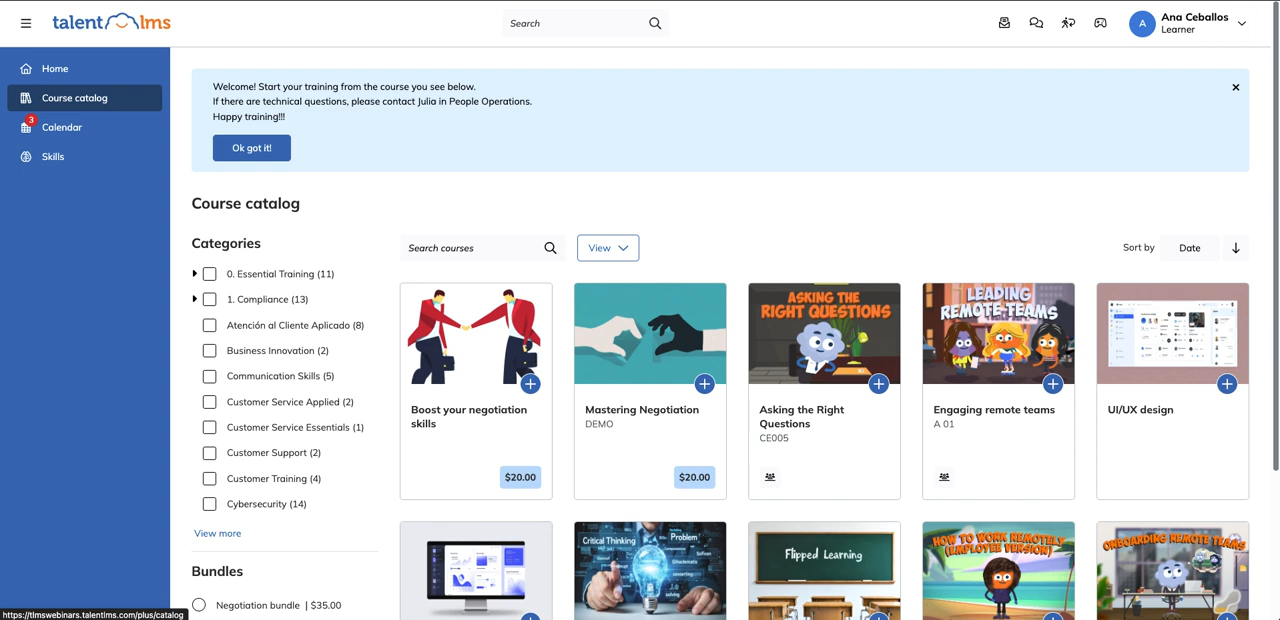 talentlms
Search
A
Ana Ceballos
Learner
Home
Course catalog
3
Calendar
Skills
Welcome! Start your training from the course you see below.
If there are technical questions, please contact Julia in People Operations.
Happy training!!!
Ok got it!
Course catalog
Categories
0. Essential Training (11)
1. Compliance (13)
Atención al Cliente Aplicado (8)
Business Innovation (2)
Communication Skills (5)
Customer Service Applied (2)
Customer Service Essentials (1)
Customer Support (2)
Customer Training (4)
Cybersecurity (14)
View more
Bundles
Negotiation bundle | $35.00
Search courses
View
Sort by
Date
Boost your negotiation
skills
$20.00
Mastering Negotiation
DEMO
$20.00
ASKING THE
RIGHT QUESTIONS
Asking the Right
Questions
CE005
LEADING
REMOTE TEAMS
Engaging remote teams
A 01
UI/UX design
Critical Thinking
Problem
Flipped Learning
HOW TO WORK REMOTELY
(EMPLOYEE VERSION)
ONBOARDING REMOTE TEAMS
https://tlmswebinars.talentlms.com/plus/catalog